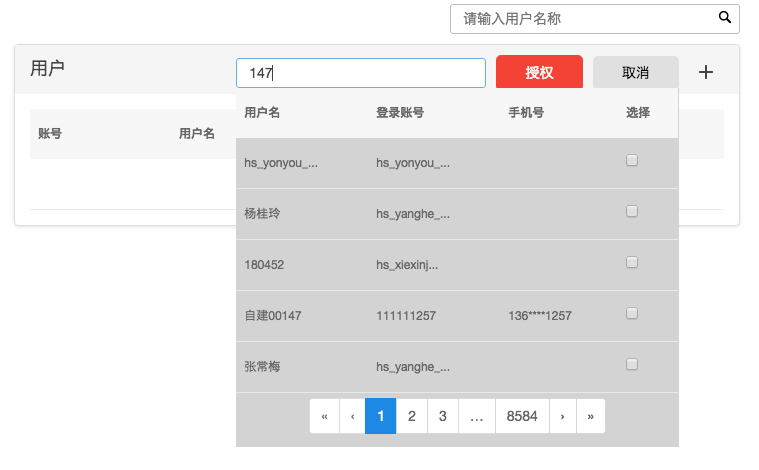 请输入用户名称
用户 147 授权 取消 +
账号 用户名
用户名 登录账号 手机号 选择
hs_yonyou_... hs_yonyou_...
杨桂玲 hs_yanghe_...
180452 hs_xiexinj...
自建00147 111111257 136****1257
张常梅 hs_yanghe_...
« ‹ 1 2 3 ... 8584 › »